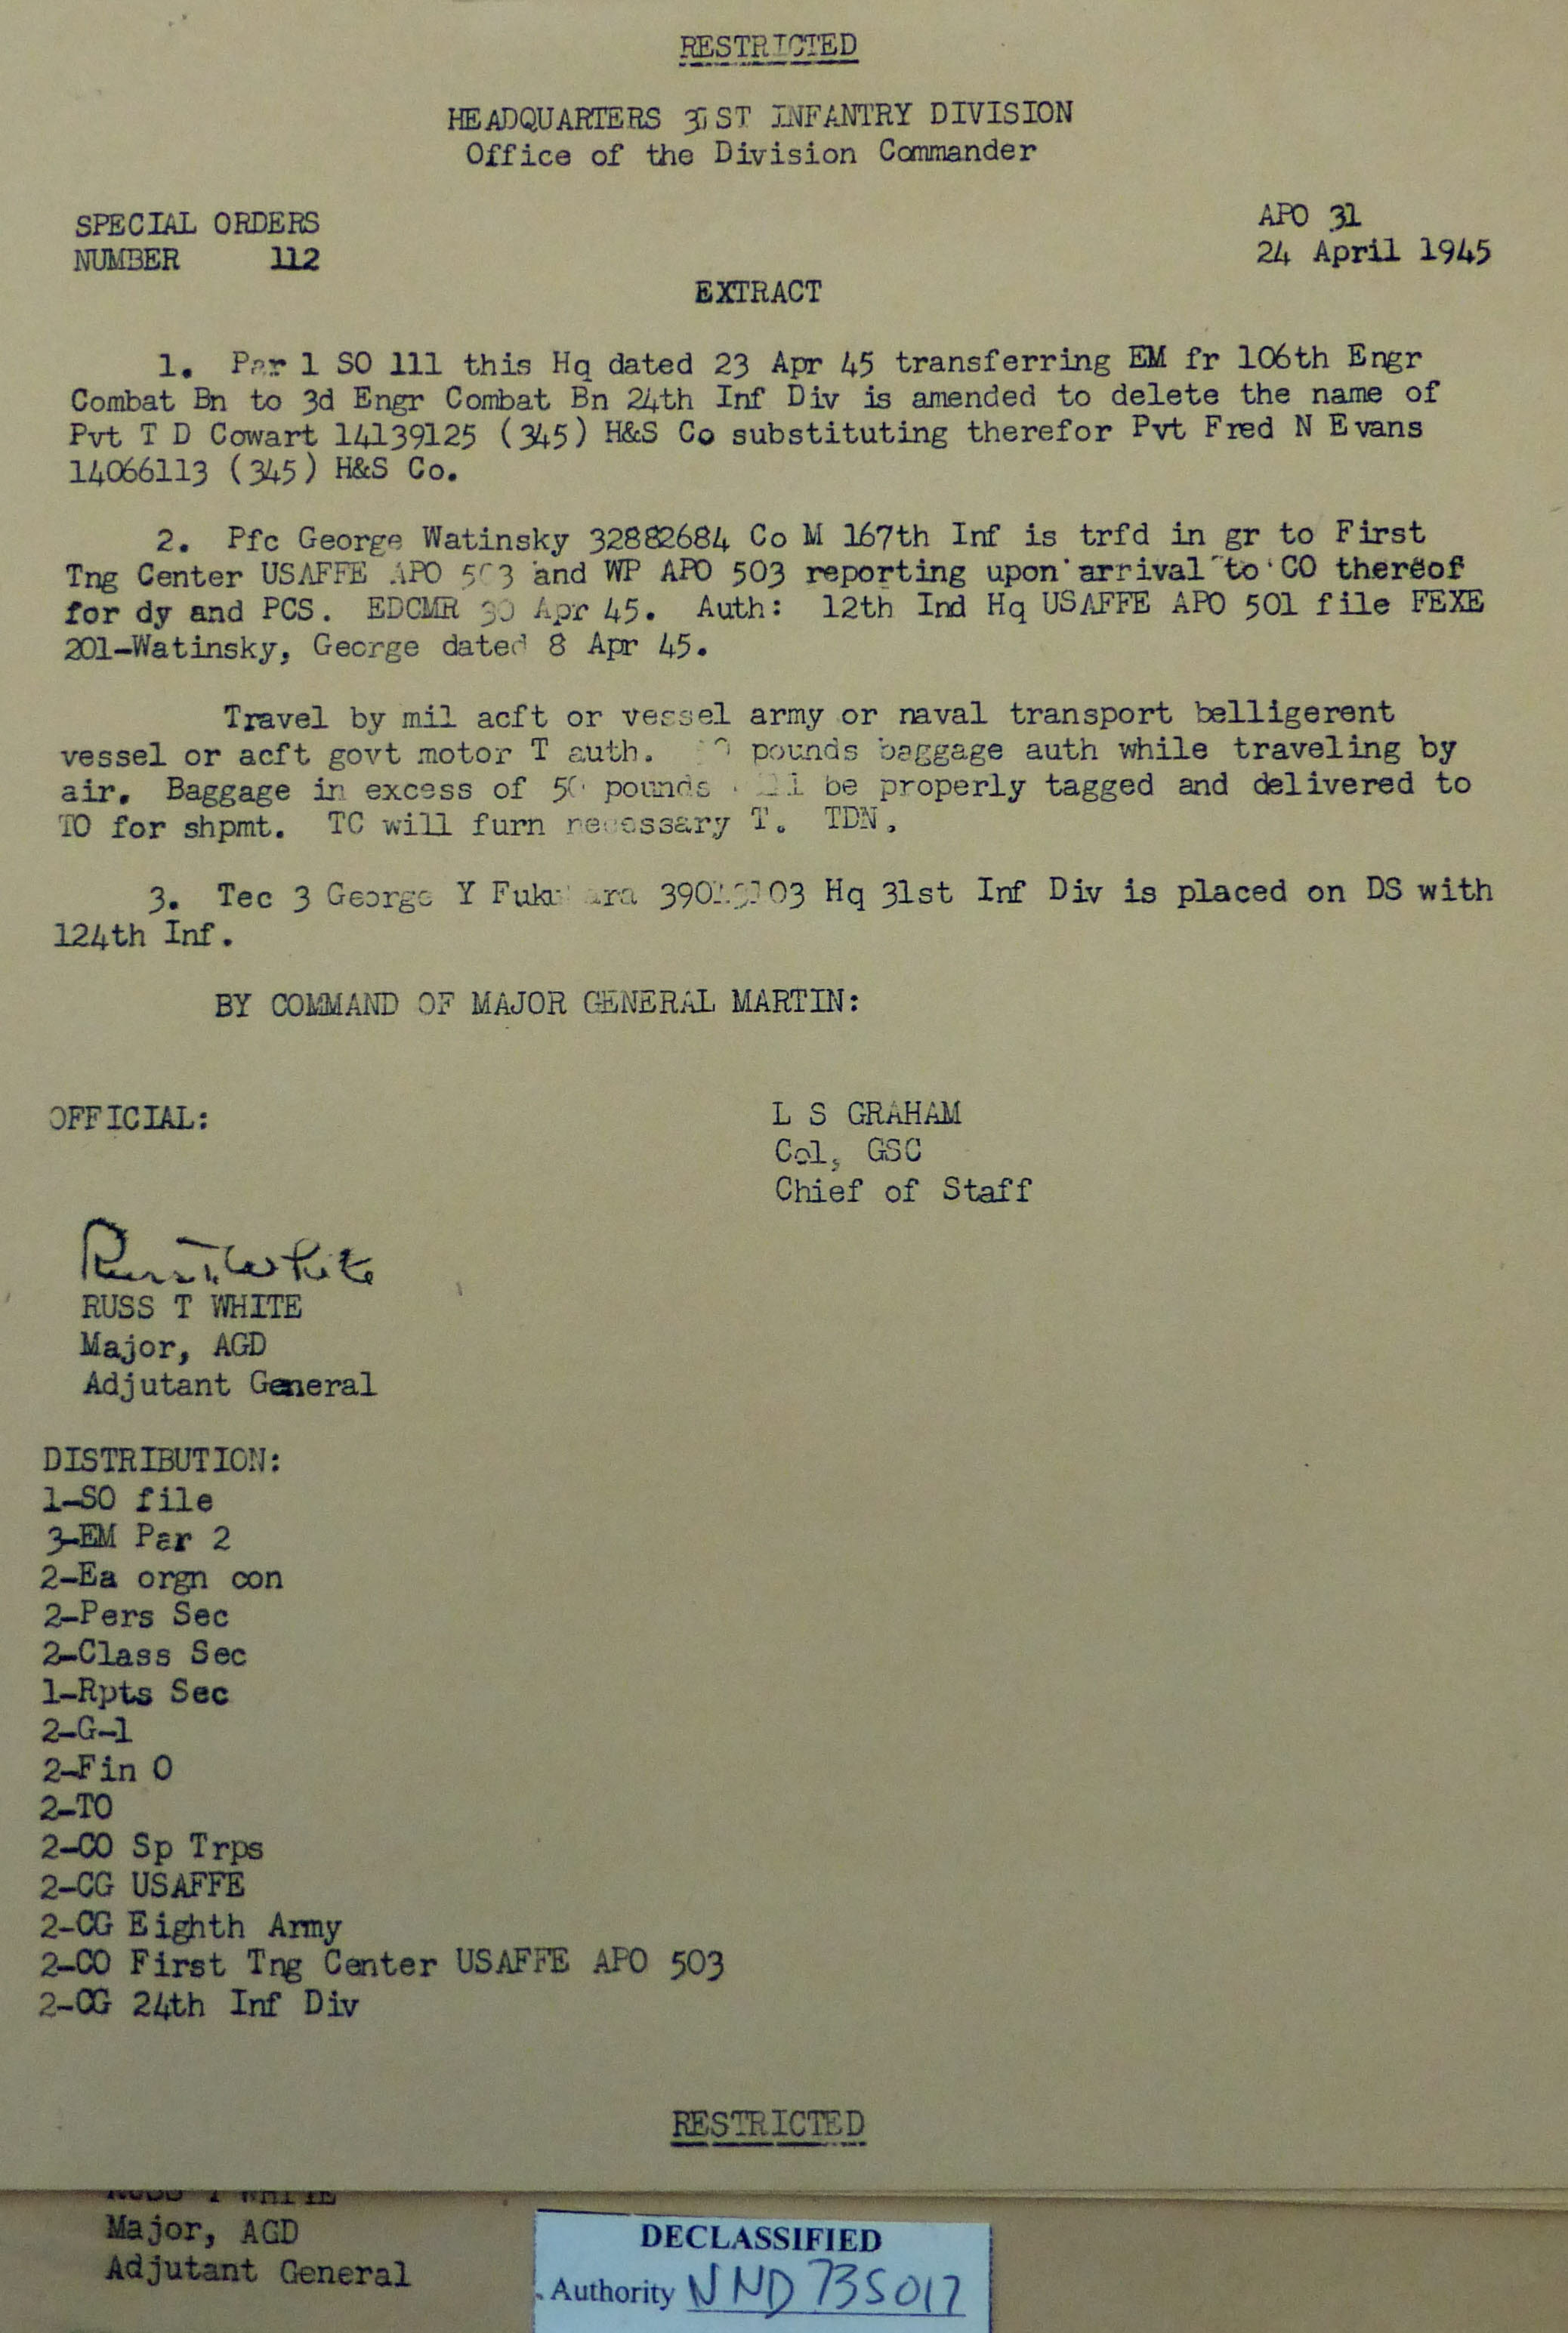 RESTRICTED
HEADQUARTERS 31ST INFANTRY DIVISION
Office of the Division Commander
SPECIAL ORDERS
NUMBER 112
APO 31
24 April 1945
EXTRACT
1. Par 1 SO 111 this Hq dated 23 Apr 45 transferring EM fr 106th Engr
Combat Bn to 3d Engr Combat Bn 24th Inf Div is amended to delete the name of
Pvt T D Cowart 14139125 (345) H&S Co substituting therefor Pvt Fred N Evans
14066113 (345) H&S Co.
2. Pfc George Watinsky 32882684 Co M 167th Inf is trfd in gr to First
Tng Center USAFFE APO 503 and WP APO 503 reporting upon arrival to CO thereof
for dy and PCS. EDCMR 30 Apr 45. Auth: 12th Ind Hq USAFFE APO 501 file FEXE
201-Watinsky, George dated 8 Apr 45.
Travel by mil acft or vessel army or naval transport belligerent
vessel or acft govt motor T auth. pounds baggage auth while traveling by
air. Baggage in excess of 50 pounds will be properly tagged and delivered to
TO for shpmt. TC will furn necessary T. TDN.
3. Tec 3 George Y Hq 31st Inf Div is placed on DS with
124th Inf.
BY COMMAND OF MAJOR GENERAL MARTIN:
OFFICIAL:
L S GRAHAM
Col, GSC
Chief of Staff
Russ T. White
RUSS T WHITE
Major, AGD
Adjutant General
DISTRIBUTION:
1-SO file
3-EM Par 2
2-Ea orgn con
2-Pers Sec
2-Class Sec
1-Rpts Sec
2-G-1
2-Fin O
2-TO
2-CO Sp Trps
2-CG USAFFE
2-CG Eighth Army
2-CO First Tng Center USAFFE APO 503
2-CG 24th Inf Div
RESTRICTED
RUSS T WHITE
Major, AGD
Adjutant General
DECLASSIFIED
Authority NND 735017